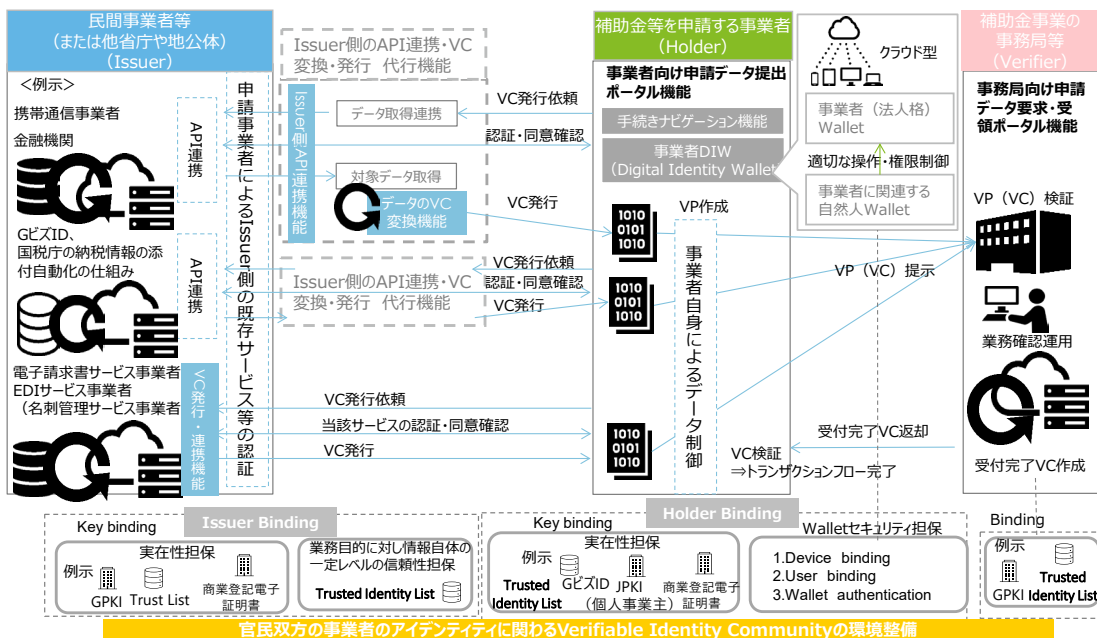 民間事業者等
（または他省庁や地公体）
（Issuer）
＜例示＞
携帯通信事業者
金融機関
API連携
GビズID、
国税庁の納税情報の添
付自動化の仕組み
API連携
電子請求書サービス事業者
EDIサービス事業者
（名刺管理サービス事業者
VC発行・連携機能
申請事業者によるIssuer側の既存サービス等の認証
Issuer側のAPI連携・VC
変換・発行　代行機能
Issuer側API連携機能
データ取得連携
対象データ取得
データのVC
変換機能
Issuer側のAPI連携・VC
変換・発行　代行機能
VC発行依頼
認証・同意確認
VC発行
VC発行依頼
認証・同意確認
VC発行
VC発行依頼
当該サービスの認証・同意確認
VC発行
補助金等を申請する事業者
（Holder）
事業者向け申請データ提出
ポータル機能
手続きナビゲーション機能
事業者DIW
（Digital Identity Wallet）
VP作成
1010
0101
1010
1010
0101
1010
1010
0101
1010
事業者自身によるデータ制御
クラウド型
事業者（法人格）
Wallet
適切な操作・権限制御
事業者に関連する
自然人Wallet
VP（VC）提示
受付完了VC返却
VC検証
⇒トランザクションフロー完了
補助金事業の
事務局等
（Verifier）
事務局向け申請
データ要求・受
領ポータル機能
VP（VC）検証
業務確認運用
受付完了VC作成
Issuer Binding
Key binding
実在性担保
例示
GPKI
Trust List
商業登記電子
証明書
業務目的に対し情報自体の
一定レベルの信頼性担保
Trusted Identity List
Holder Binding
Key binding
実在性担保
例示
Trusted
Identity List
GビズID
JPKI
（個人事業主）
商業登記電子
証明書
Walletセキュリティ担保
1.Device binding
2.User binding
3.Wallet authentication
Binding
例示
GPKI
Trusted
Identity List
官民双方の事業者のアイデンティティに関わるVerifiable Identity Communityの環境整備